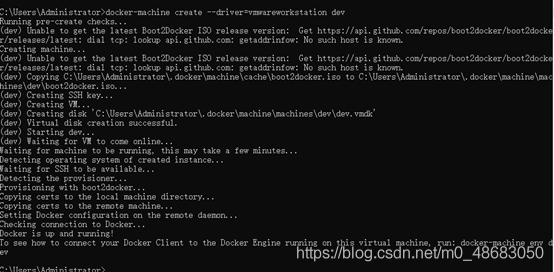 C:\Users\Administrator>docker-machine create --driver=vmwareworkstation dev
Running pre-create checks...
(dev) Unable to get the latest Boot2Docker ISO release version:  Get https://api.github.com/repos/boot2docker/boot2docke
r/releases/latest: dial tcp: lookup api.github.com: getaddrinfow: No such host is known.
Creating machine...
(dev) Unable to get the latest Boot2Docker ISO release version:  Get https://api.github.com/repos/boot2docker/boot2docke
r/releases/latest: dial tcp: lookup api.github.com: getaddrinfow: No such host is known.
(dev) Copying C:\Users\Administrator\.docker\machine\cache\boot2docker.iso to C:\Users\Administrator\.docker\machine\mac
hines\dev\boot2docker.iso...
(dev) Creating SSH key...
(dev) Creating VM...
(dev) Creating disk 'C:\Users\Administrator\.docker\machine\machines\dev\dev.vmdk'
(dev) Virtual disk creation successful.
(dev) Starting dev...
(dev) Waiting for VM to come online...
Waiting for machine to be running, this may take a few minutes...
Detecting operating system of created instance...
Waiting for SSH to be available...
Detecting the provisioner...
Provisioning with boot2docker...
Copying certs to the local machine directory...
Copying certs to the remote machine...
Setting Docker configuration on the remote daemon...
Checking connection to Docker...
Docker is up and running!
To see how to connect your Docker Client to the Docker Engine running on this virtual machine, run: docker-machine env d
ev
https://blog.csdn.net/m0_48683050
C:\Users\Administrator>